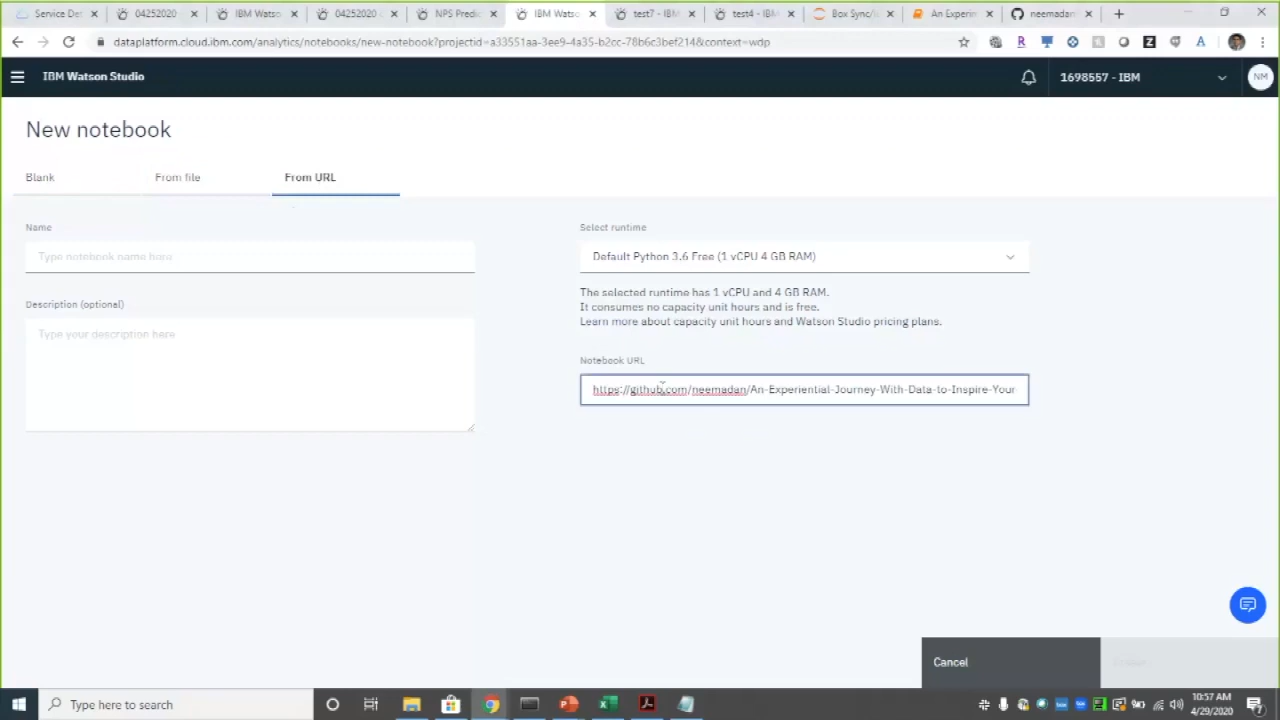 Service De
04252020
IBM Watso
04252020
NPS Predic
IBM Watso
test7 - IBM
test4 - IBM
Box Sync/is
An Experim
neemadan
dataplatform.cloud.ibm.com/analytics/notebooks/new-notebook?projectid=a33551aa-3ee9-4a35-b2cc-78b6c3bef214&context=wdp
IBM Watson Studio
1698557 - IBM
NM
New notebook
Blank
From file
From URL
Name
Select runtime
Type notebook name here
Default Python 3.6 Free (1 vCPU 4 GB RAM)
The selected runtime has 1 vCPU and 4 GB RAM.
It consumes no capacity unit hours and is free.
Learn more about capacity unit hours and Watson Studio pricing plans.
Description (optional)
Type your description here
Notebook URL
https://github.com/neemadan/An-Experiential-Journey-With-Data-to-Inspire-Your
Cancel
Type here to search
10:57 AM
4/29/2020